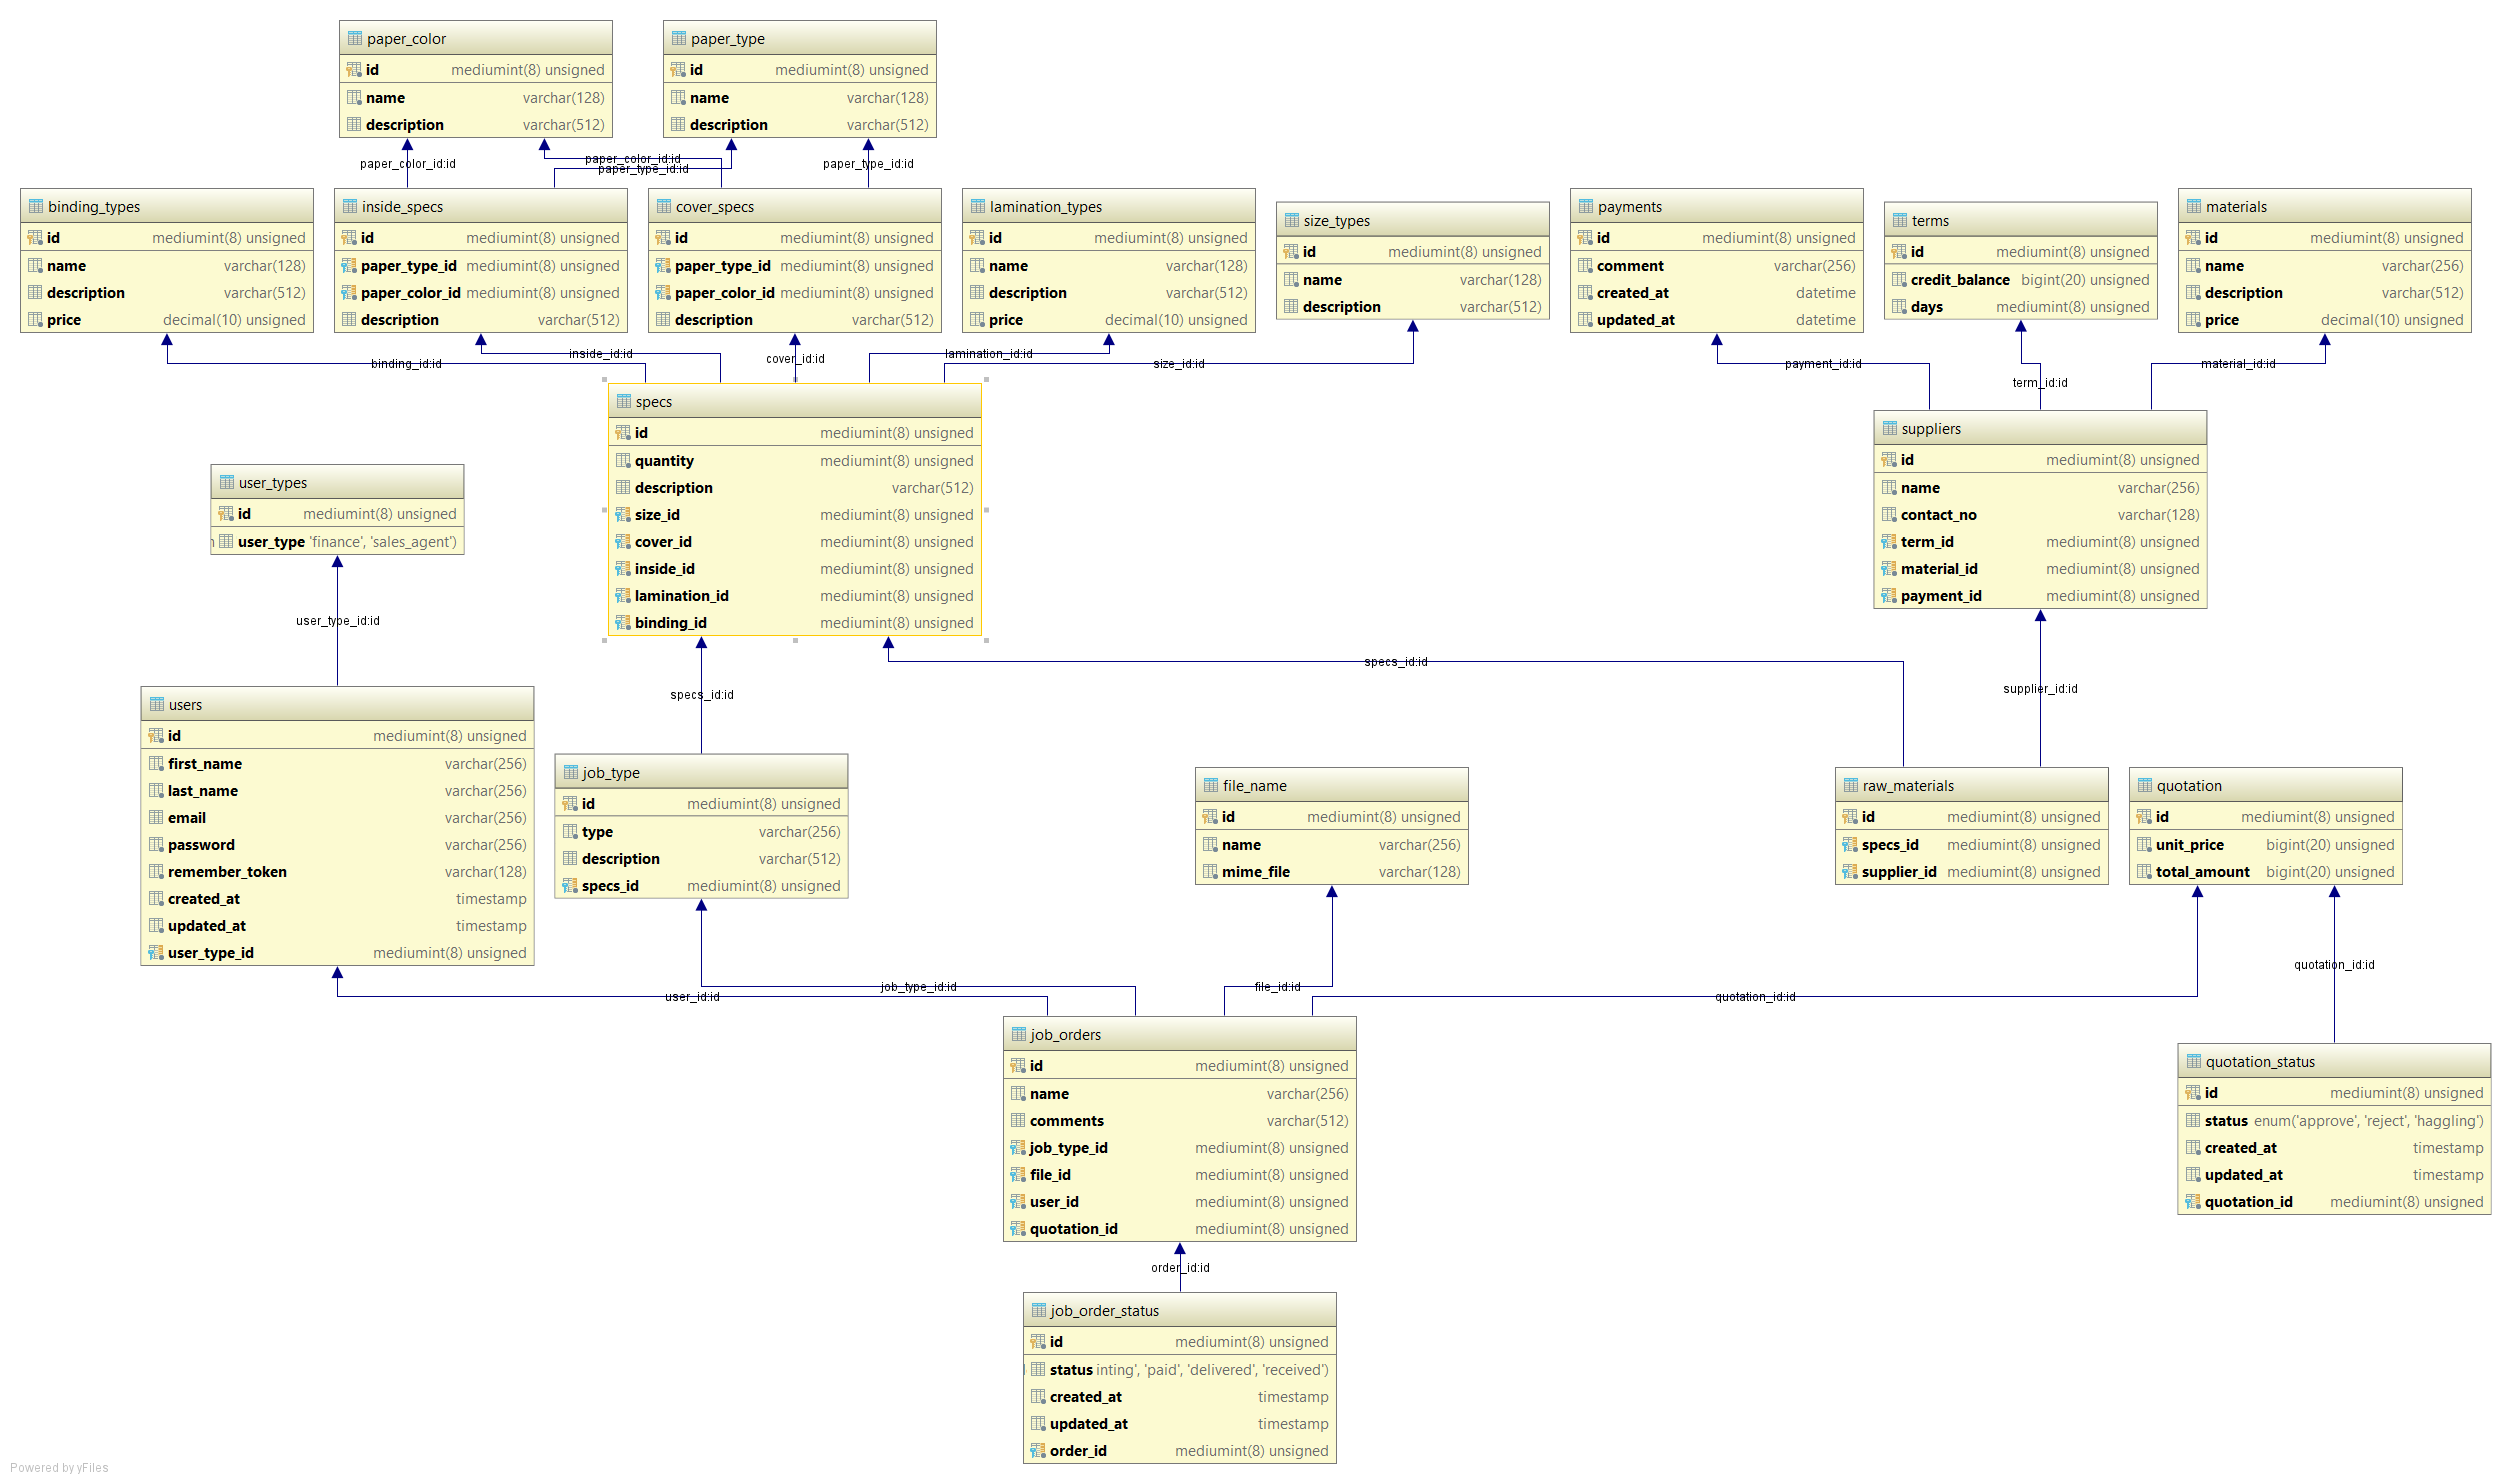 paper_color
id mediumint(8) unsigned
name varchar(128)
description varchar(512)
paper_type
id mediumint(8) unsigned
name varchar(128)
description varchar(512)
paper_color_id:id
paper_color_id:id
paper_type_id:id
paper_type_id:id
binding_types
id mediumint(8) unsigned
name varchar(128)
description varchar(512)
price decimal(10) unsigned
inside_specs
id mediumint(8) unsigned
paper_type_id mediumint(8) unsigned
paper_color_id mediumint(8) unsigned
description varchar(512)
cover_specs
id mediumint(8) unsigned
paper_type_id mediumint(8) unsigned
paper_color_id mediumint(8) unsigned
description varchar(512)
lamination_types
id mediumint(8) unsigned
name varchar(128)
description varchar(512)
price decimal(10) unsigned
size_types
id mediumint(8) unsigned
name varchar(128)
description varchar(512)
payments
id mediumint(8) unsigned
comment varchar(256)
created_at datetime
updated_at datetime
terms
id mediumint(8) unsigned
credit_balance bigint(20) unsigned
days mediumint(8) unsigned
materials
id mediumint(8) unsigned
name varchar(256)
description varchar(512)
price decimal(10) unsigned
binding_id:id
inside_id:id
cover_id:id
lamination_id:id
size_id:id
payment_id:id
term_id:id
material_id:id
specs
id mediumint(8) unsigned
quantity mediumint(8) unsigned
description varchar(512)
size_id mediumint(8) unsigned
cover_id mediumint(8) unsigned
inside_id mediumint(8) unsigned
lamination_id mediumint(8) unsigned
binding_id mediumint(8) unsigned
suppliers
id mediumint(8) unsigned
name varchar(256)
contact_no varchar(128)
term_id mediumint(8) unsigned
material_id mediumint(8) unsigned
payment_id mediumint(8) unsigned
user_types
id mediumint(8) unsigned
user_type 'finance', 'sales_agent')
user_type_id:id
specs_id:id
specs_id:id
supplier_id:id
users
id mediumint(8) unsigned
first_name varchar(256)
last_name varchar(256)
email varchar(256)
password varchar(256)
remember_token varchar(128)
created_at timestamp
updated_at timestamp
user_type_id mediumint(8) unsigned
job_type
id mediumint(8) unsigned
type varchar(256)
description varchar(512)
specs_id mediumint(8) unsigned
file_name
id mediumint(8) unsigned
name varchar(256)
mime_file varchar(128)
raw_materials
id mediumint(8) unsigned
specs_id mediumint(8) unsigned
supplier_id mediumint(8) unsigned
quotation
id mediumint(8) unsigned
unit_price bigint(20) unsigned
total_amount bigint(20) unsigned
user_id:id
job_type_id:id
file_id:id
quotation_id:id
quotation_id:id
job_orders
id mediumint(8) unsigned
name varchar(256)
comments varchar(512)
job_type_id mediumint(8) unsigned
file_id mediumint(8) unsigned
user_id mediumint(8) unsigned
quotation_id mediumint(8) unsigned
quotation_status
id mediumint(8) unsigned
status enum('approve', 'reject', 'haggling')
created_at timestamp
updated_at timestamp
quotation_id mediumint(8) unsigned
order_id:id
job_order_status
id mediumint(8) unsigned
status inting', 'paid', 'delivered', 'received')
created_at timestamp
updated_at timestamp
order_id mediumint(8) unsigned
Powered by yFiles